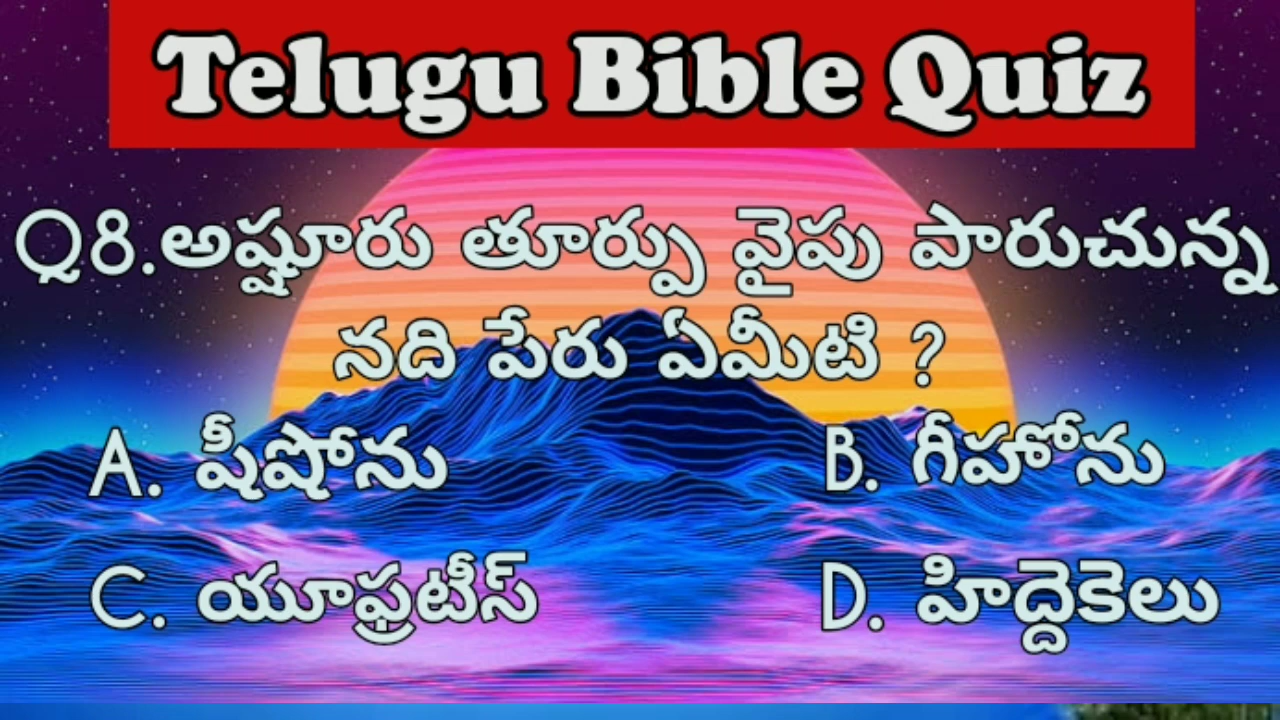 Telugu Bible Quiz
Q8.అష్షూరు తూర్పు వైపు పారుచున్న
నది పేరు ఏమీటి ?
A. షీషోను B. గీహోను
C. యూఫ్రటీస్ D. హిద్దెకెలు